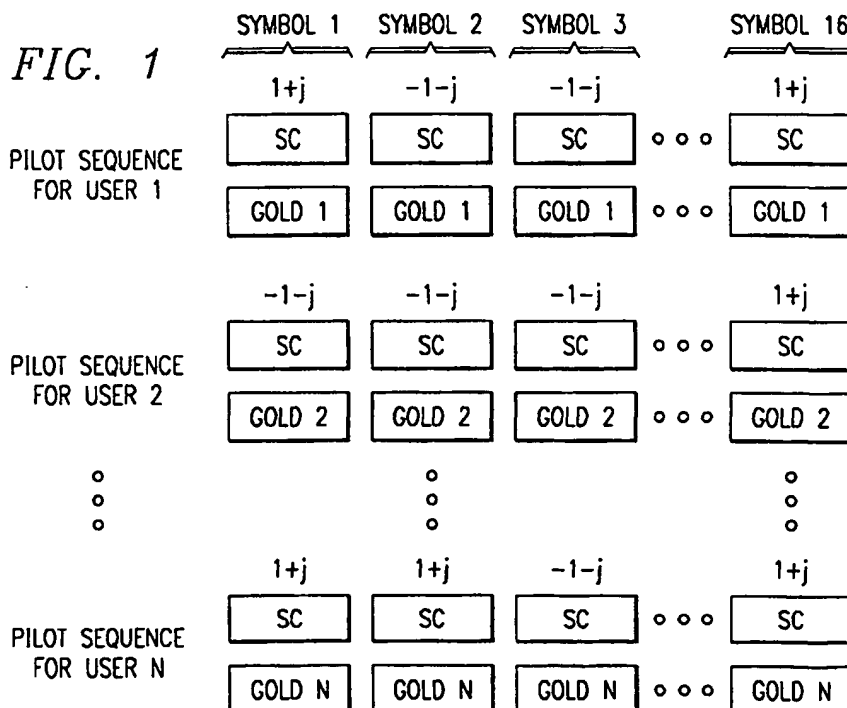 FIG. 1
SYMBOL 1 SYMBOL 2 SYMBOL 3 SYMBOL 16
1+j -1-j -1-j 1+j
PILOT SEQUENCE
FOR USER 1
SC SC SC SC
GOLD 1 GOLD 1 GOLD 1 GOLD 1
-1-j -1-j -1-j 1+j
PILOT SEQUENCE
FOR USER 2
SC SC SC SC
GOLD 2 GOLD 2 GOLD 2 GOLD 2
1+j 1+j -1-j 1+j
PILOT SEQUENCE
FOR USER N
SC SC SC SC
GOLD N GOLD N GOLD N GOLD N